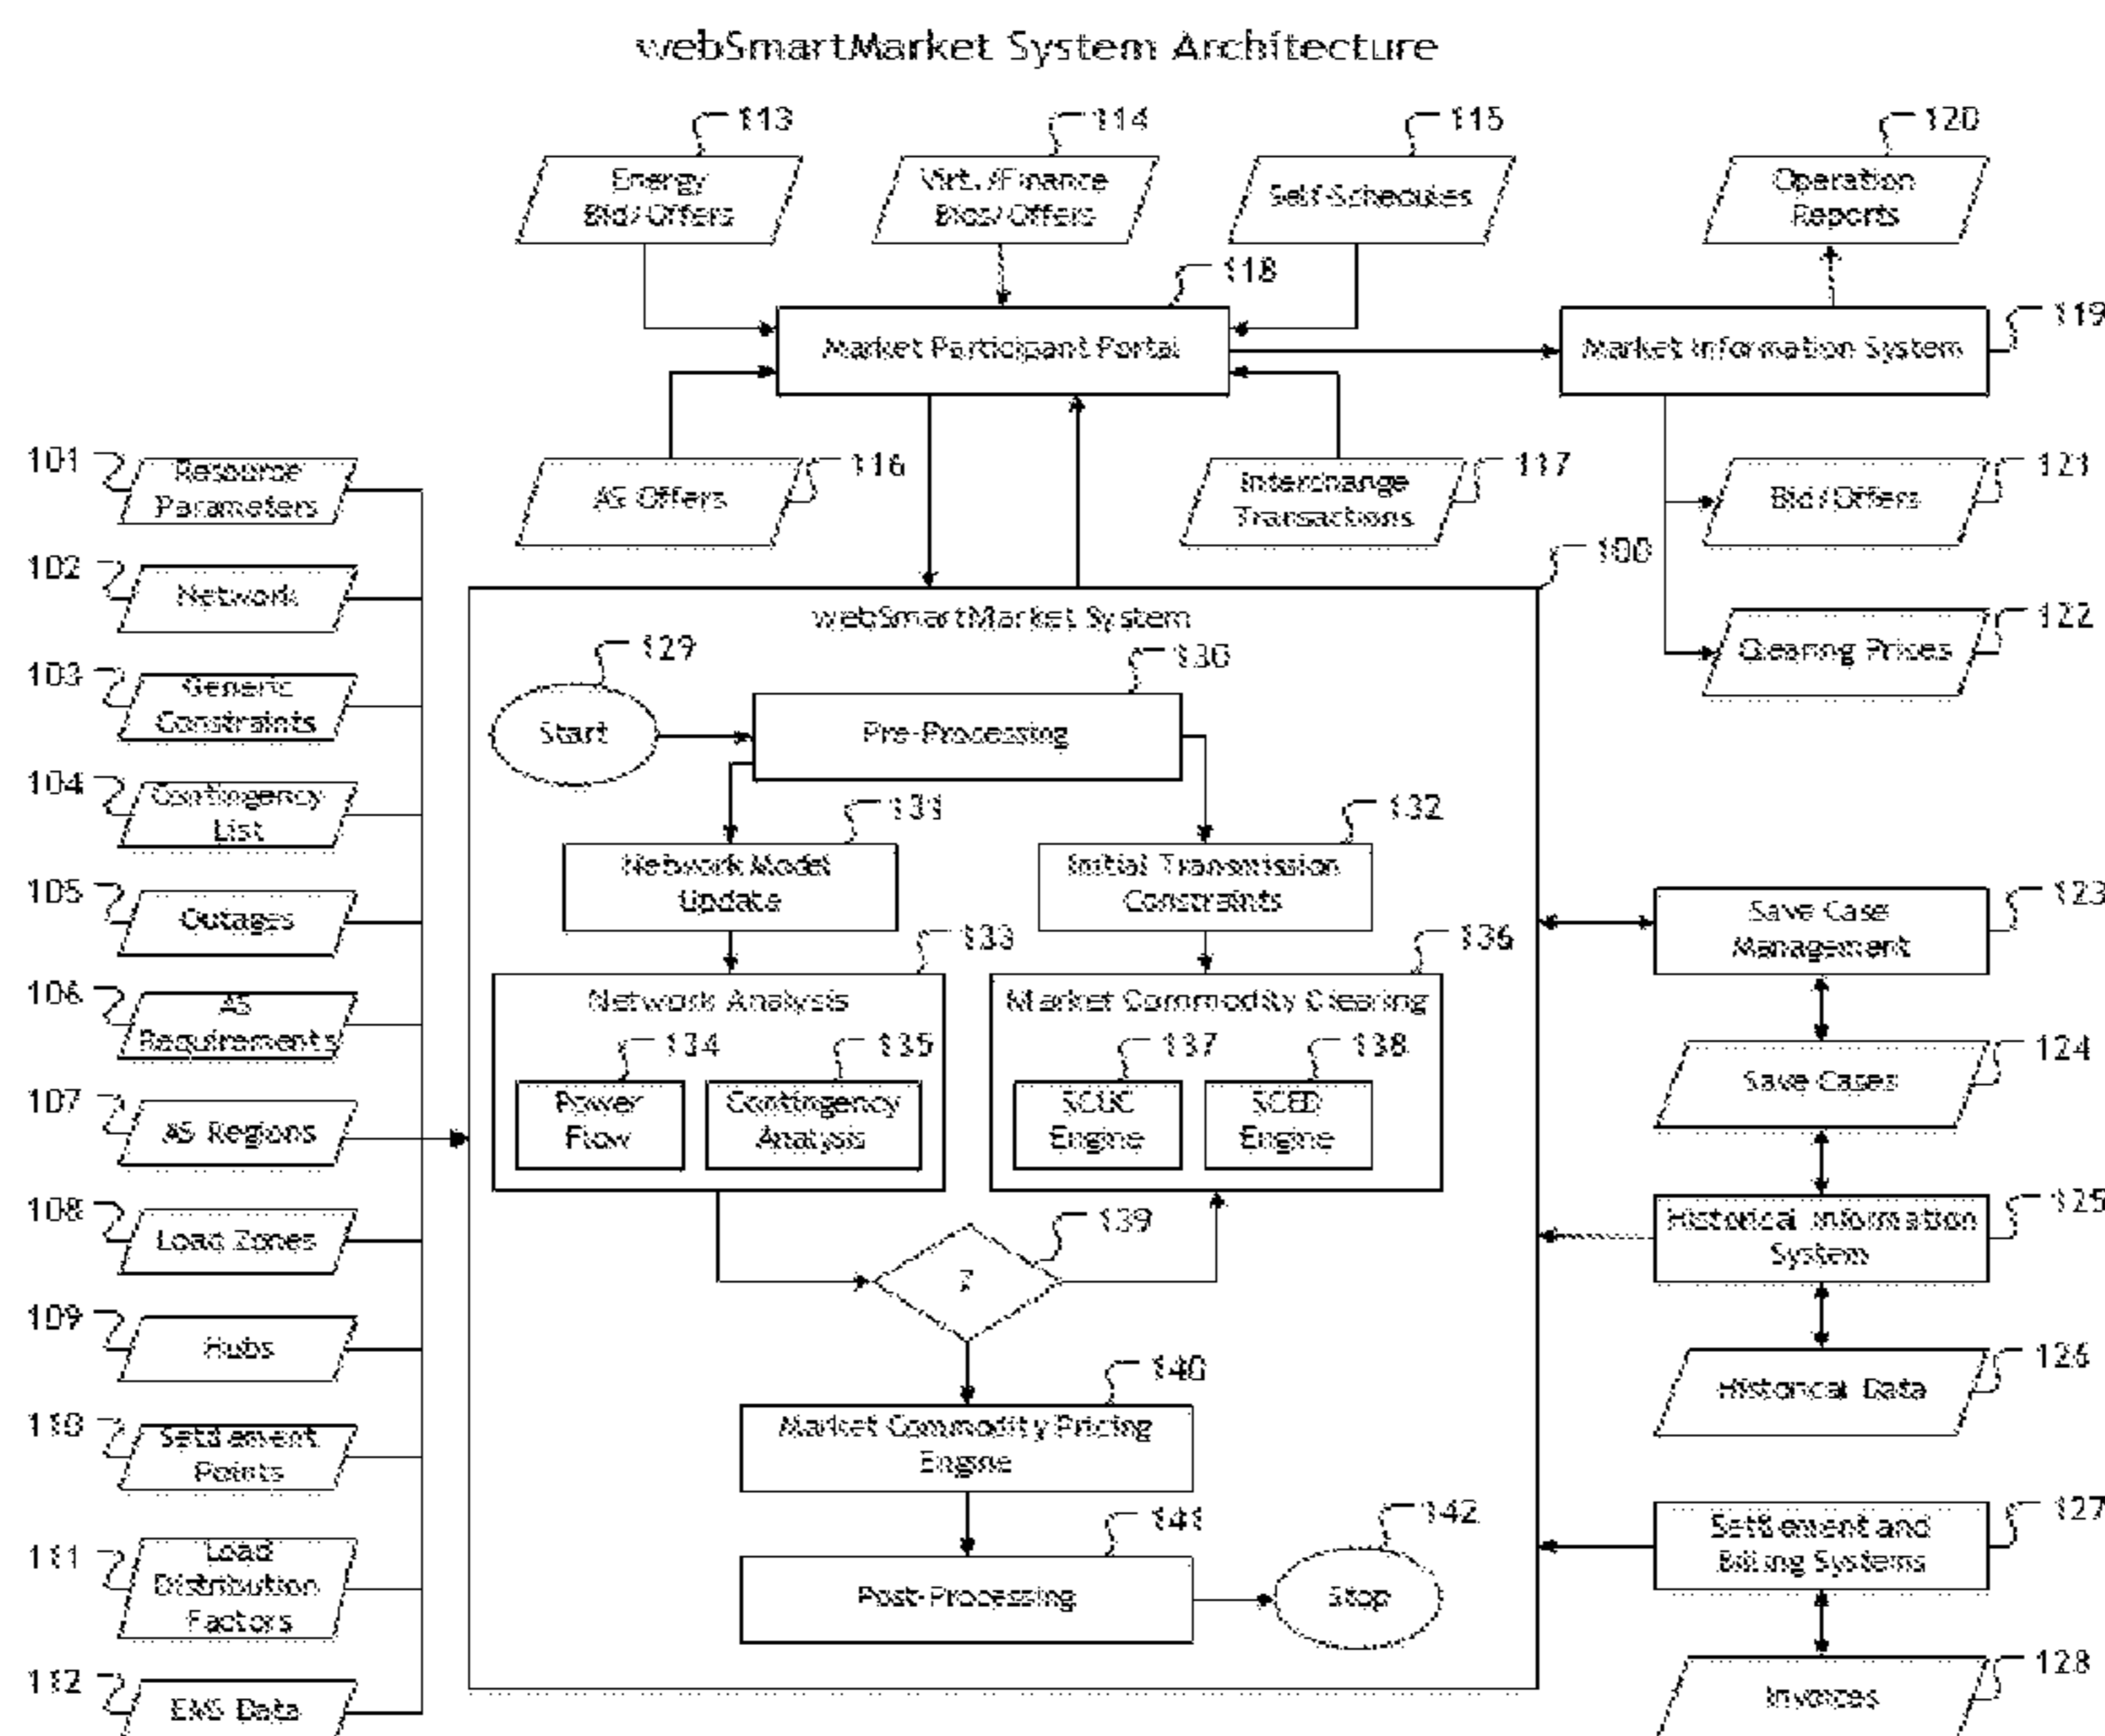 webSmartMarket System Architecture
113
114
115
120
Energy
Bid/Offers
Virt./Finance
Bids/Offers
Self-Schedules
Operation
Reports
118
119
Market Participant Portal
Market Information System
101
Resource
Parameters
116
AS Offers
117
Interchange
Transactions
121
Bid/Offers
100
102
Network
webSmartMarket System
122
Clearing Prices
103
Generic
Constraints
129
Start
130
Pre-Processing
104
Contingency
List
131
Network Model
Update
132
Initial Transmission
Constraints
105
Outages
123
Save Case
Management
133
Network Analysis
136
Market Commodity Clearing
106
AS
Requirements
134
Power
Flow
135
Contingency
Analysis
137
SCUC
Engine
138
SCED
Engine
124
Save Cases
107
AS Regions
108
Load Zones
139
?
125
Historical Information
System
109
Hubs
140
Market Commodity Pricing
Engine
126
Historical Data
110
Settlement
Points
141
Post-Processing
142
Stop
127
Settlement and
Billing Systems
111
Load
Distribution
Factors
112
EMS Data
128
Invoices